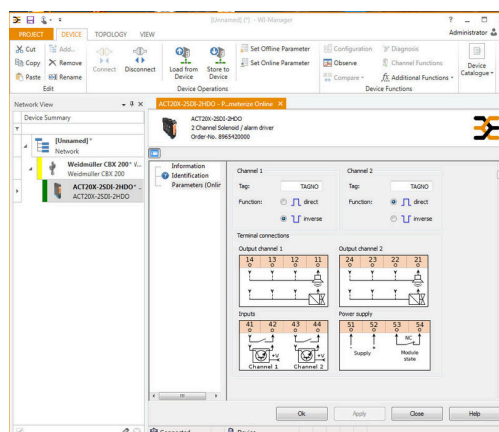 [Unnamed] (*) - WI-Manager
PROJECT DEVICE TOPOLOGY VIEW Administrator
Cut Add...
Copy Remove
Paste Rename
Edit
Connect Disconnect
Load from Device Store to Device
Set Offline Parameter
Set Online Parameter
Device Operations
Configuration Diagnosis
Observe Channel Functions
Compare Additional Functions
Device Functions
Device Catalogue
Network View
Device Summary
[Unnamed]*
Network
Weidmüller CBX 200*
Weidmüller CBX 200
ACT20X-2SDI-2HDO* ..
ACT20X-2SDI-2HDO
ACT20X-2SDI-2HDO
2 Channel Solenoid / alarm driver
Order-No. 8965420000
Information
Identification
Parameters (Onlin
Channel 1 Channel 2
Tag: TAGNO Tag: TAGNO
Function: direct Function: direct
inverse inverse
Terminal connections
Output channel 1 Output channel 2
14 13 12 11 24 23 22 21
Inputs Power supply
41 42 43 44 51 52 53 54
NC
+V +V
Supply Module state
Channel 1 Channel 2
Ok Apply Close Help
Connected Device